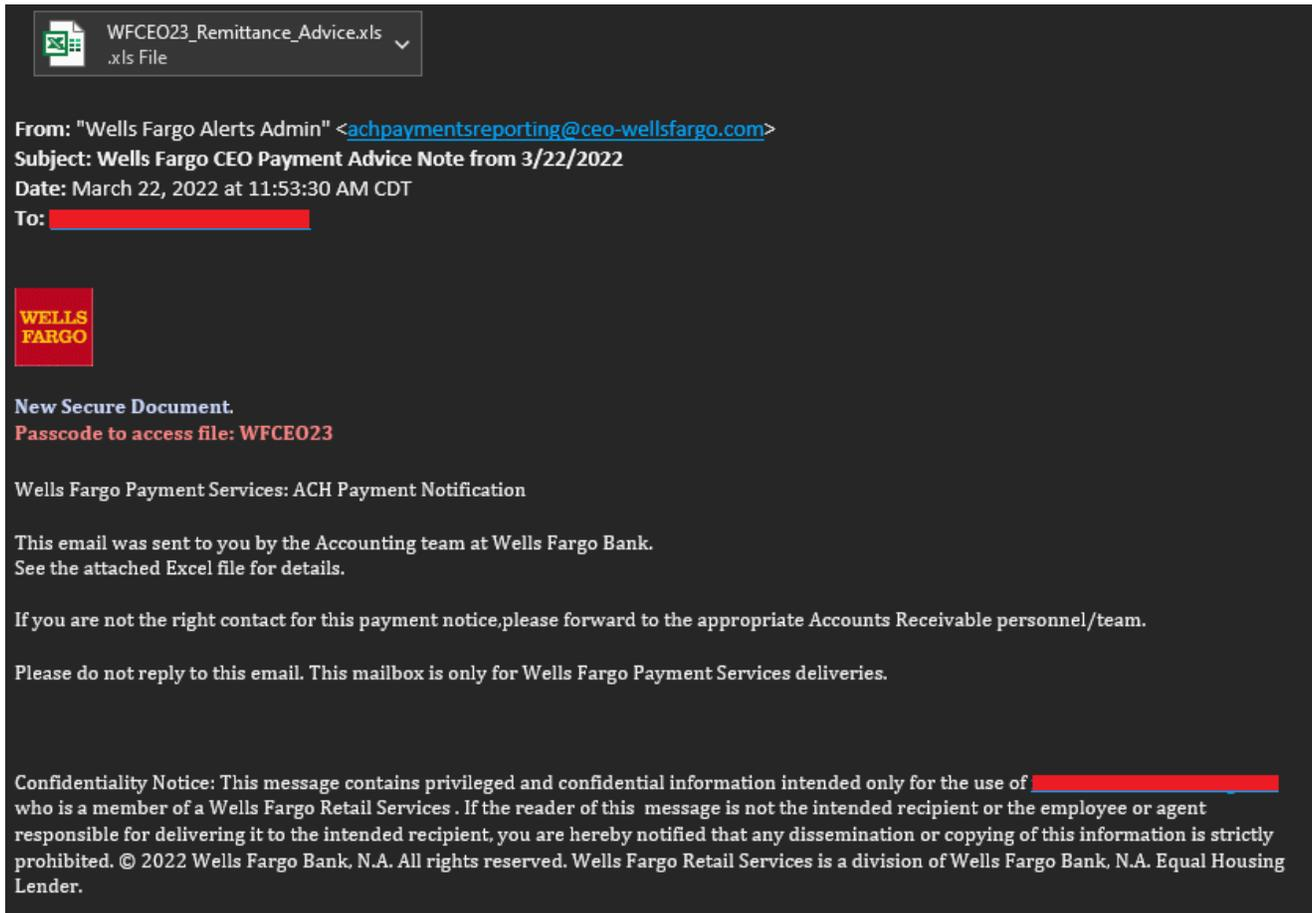 WFCEO23_Remittance_Advice.xls
.xls File
From: "Wells Fargo Alerts Admin" <achpaymentsreporting@ceo-wellsfargo.com>
Subject: Wells Fargo CEO Payment Advice Note from 3/22/2022
Date: March 22, 2022 at 11:53:30 AM CDT
To:
WELLS
FARGO
New Secure Document.
Passcode to access file: WFCEO23
Wells Fargo Payment Services: ACH Payment Notification
This email was sent to you by the Accounting team at Wells Fargo Bank.
See the attached Excel file for details.
If you are not the right contact for this payment notice,please forward to the appropriate Accounts Receivable personnel/team.
Please do not reply to this email. This mailbox is only for Wells Fargo Payment Services deliveries.
Confidentiality Notice: This message contains privileged and confidential information intended only for the use of
who is a member of a Wells Fargo Retail Services . If the reader of this  message is not the intended recipient or the employee or agent
responsible for delivering it to the intended recipient, you are hereby notified that any dissemination or copying of this information is strictly
prohibited. © 2022 Wells Fargo Bank, N.A. All rights reserved. Wells Fargo Retail Services is a division of Wells Fargo Bank, N.A. Equal Housing
Lender.